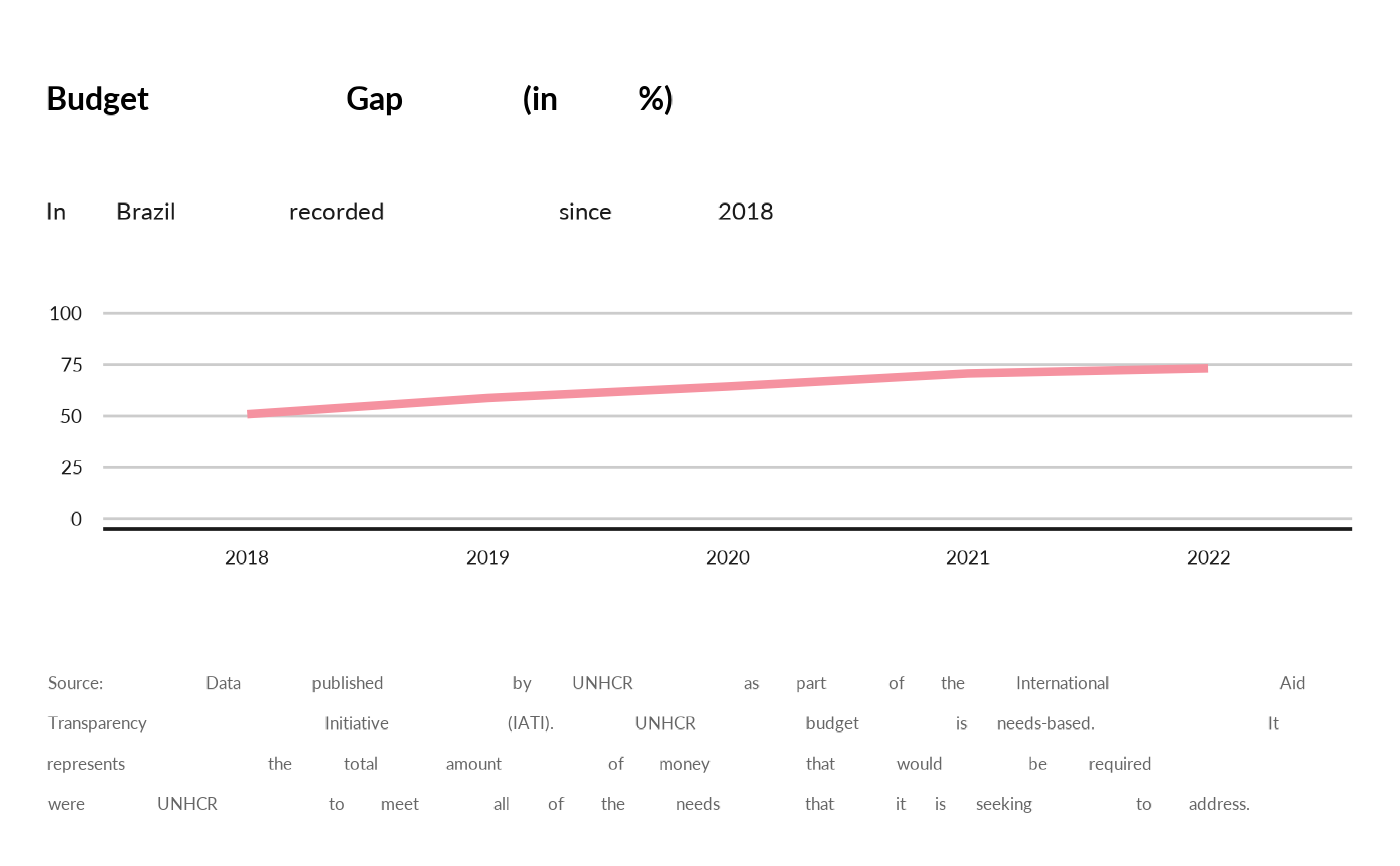 Budget Gap (in %)
In Brazil recorded since 2018
100
75
50
25
0
2018 2019 2020 2021 2022
Source: Data published by UNHCR as part of the International Aid
Transparency Initiative (IATI). UNHCR budget is needs-based. It
represents the total amount of money that would be required
were UNHCR to meet all of the needs that it is seeking to address.